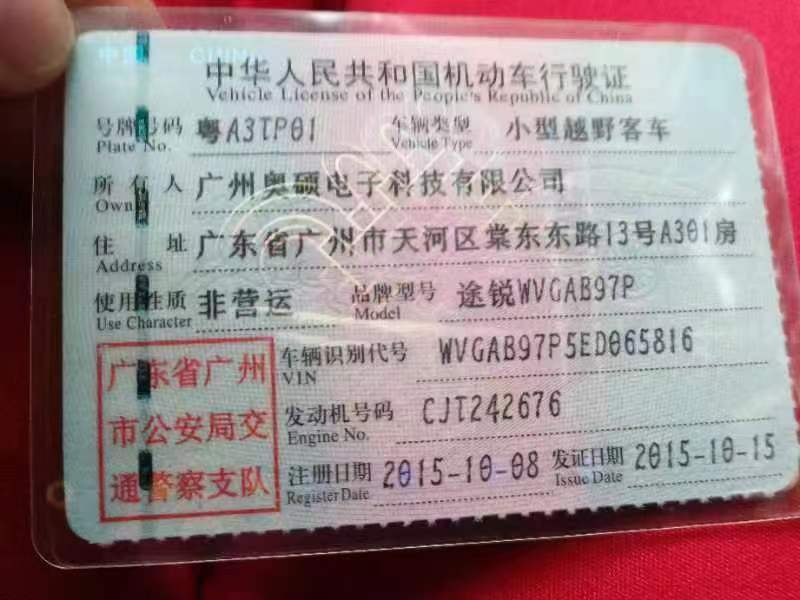 中华人民共和国机动车行驶证
Vehicle License of the People's Republic of China
号牌号码 粤A3TP01 车辆类型 小型越野客车
Plate No. Vehicle Type
所有人 广州奥硕电子科技有限公司
Owner
住址 广东省广州市天河区棠东东路13号A301房
Address
使用性质 非营运 品牌型号 途锐WVGAB97P
Use Character Model
车辆识别代号 WVGAB97P5ED065816
VIN
发动机号码 CJT242676
Engine No.
注册日期 2015-10-08 发证日期 2015-10-15
Register Date Issue Date
广东省广州
市公安局交
通警察支队